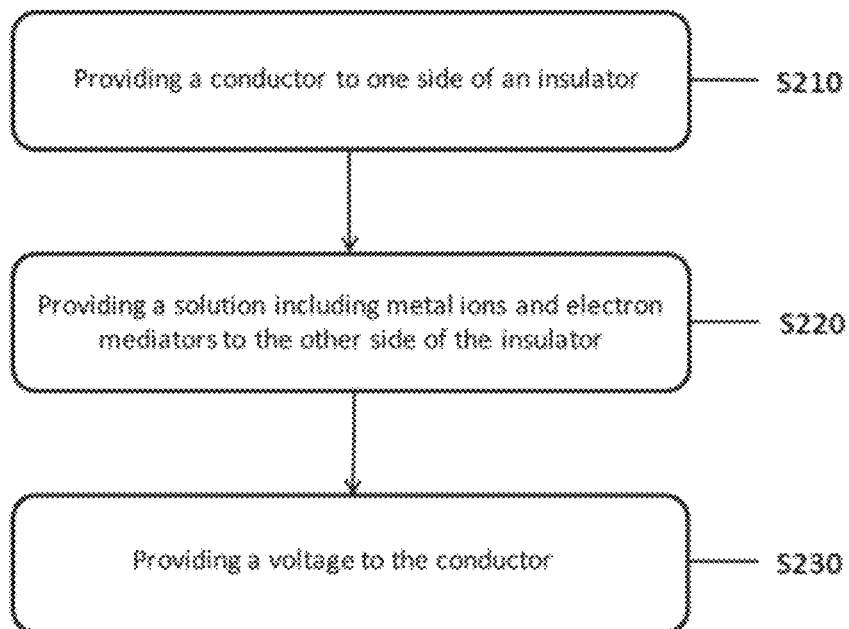 Providing a conductor to one side of an insulator
S210
Providing a solution including metal ions and electron
mediators to the other side of the insulator
S220
Providing a voltage to the conductor
S230